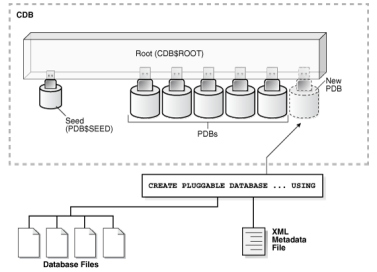 CDB
Root (CDB$ROOT)
New
PDB
Seed
(PDB$SEED)
PDBs
CREATE PLUGGABLE DATABASE ... USING
XML
Metadata
File
Database Files